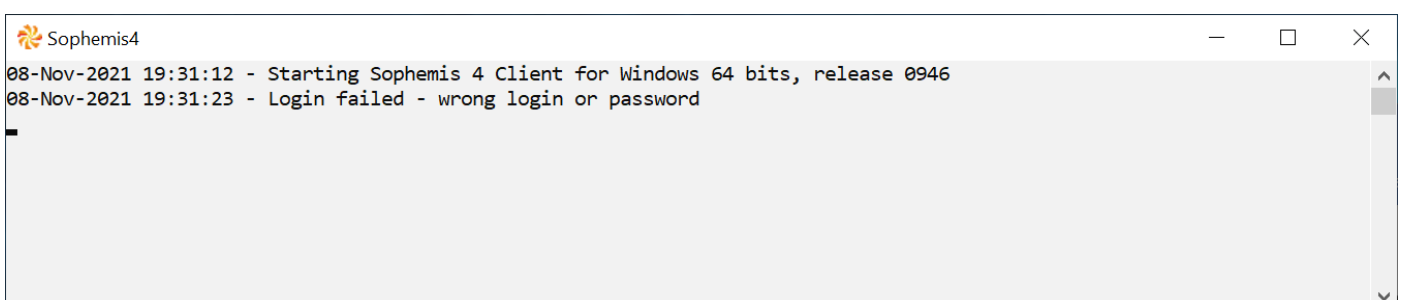 Sophemis4
08-Nov-2021 19:31:12 - Starting Sophemis 4 Client for Windows 64 bits, release 0946
08-Nov-2021 19:31:23 - Login failed - wrong login or password